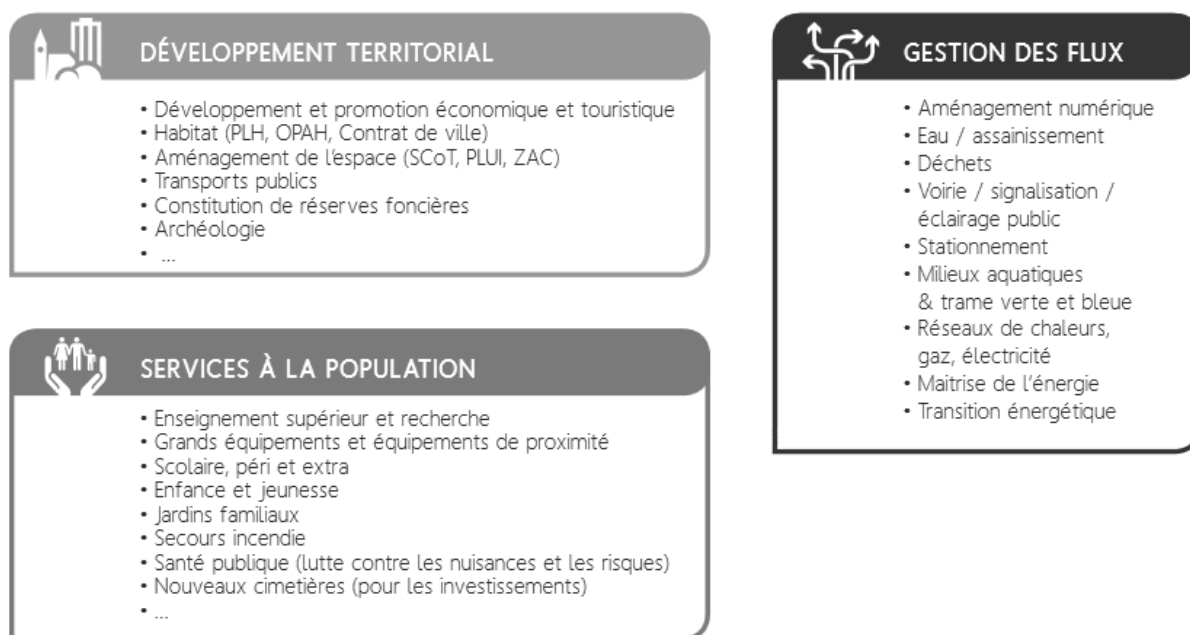 DÉVELOPPEMENT TERRITORIAL
• Développement et promotion économique et touristique
• Habitat (PLH, OPAH, Contrat de ville)
• Aménagement de l'espace (SCoT, PLUI, ZAC)
• Transports publics
• Constitution de réserves foncières
• Archéologie
• ...
SERVICES À LA POPULATION
• Enseignement supérieur et recherche
• Grands équipements et équipements de proximité
• Scolaire, péri et extra
• Enfance et jeunesse
• Jardins familiaux
• Secours incendie
• Santé publique (lutte contre les nuisances et les risques)
• Nouveaux cimetières (pour les investissements)
• ...
GESTION DES FLUX
• Aménagement numérique
• Eau / assainissement
• Déchets
• Voirie / signalisation /
éclairage public
• Stationnement
• Milieux aquatiques
& trame verte et bleue
• Réseaux de chaleurs,
gaz, électricité
• Maitrise de l'énergie
• Transition énergétique